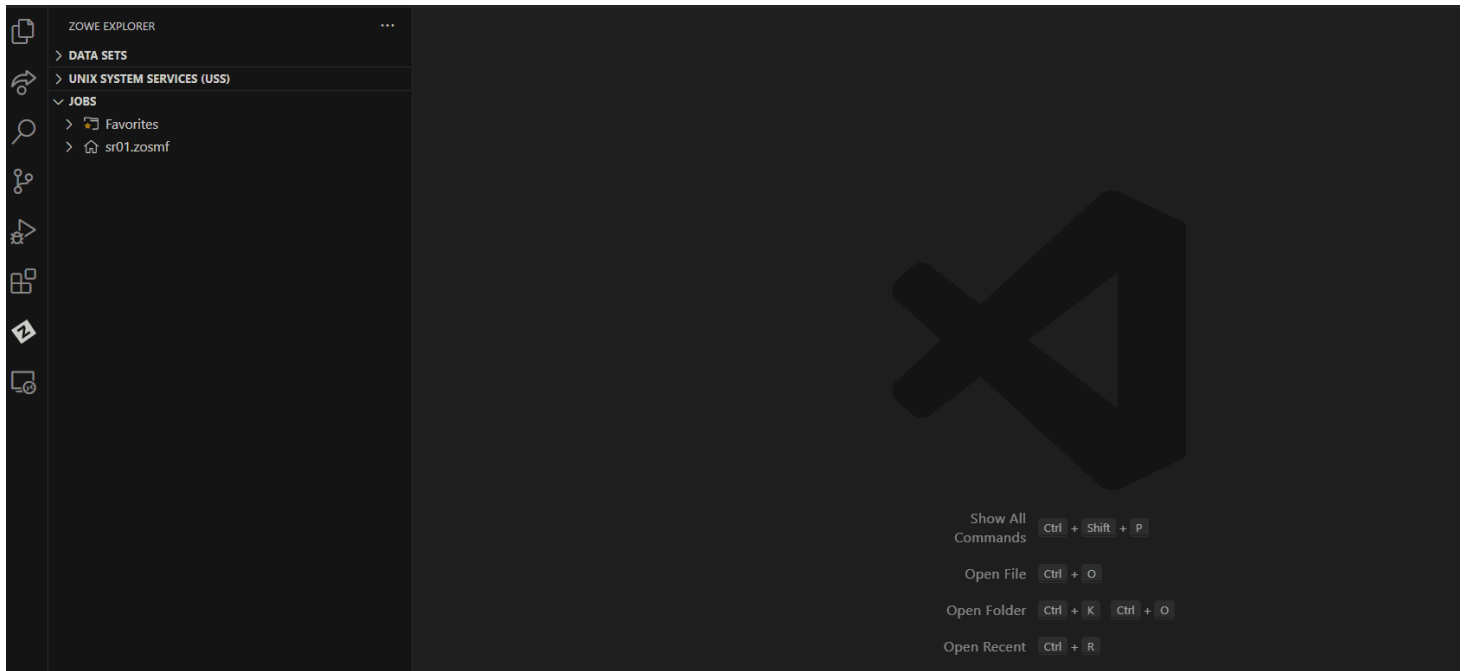 ZOWE EXPLORER
DATA SETS
UNIX SYSTEM SERVICES (USS)
JOBS
Favorites
sr01.zosmf
Show All Commands Ctrl + Shift + P
Open File Ctrl + O
Open Folder Ctrl + K Ctrl + O
Open Recent Ctrl + R